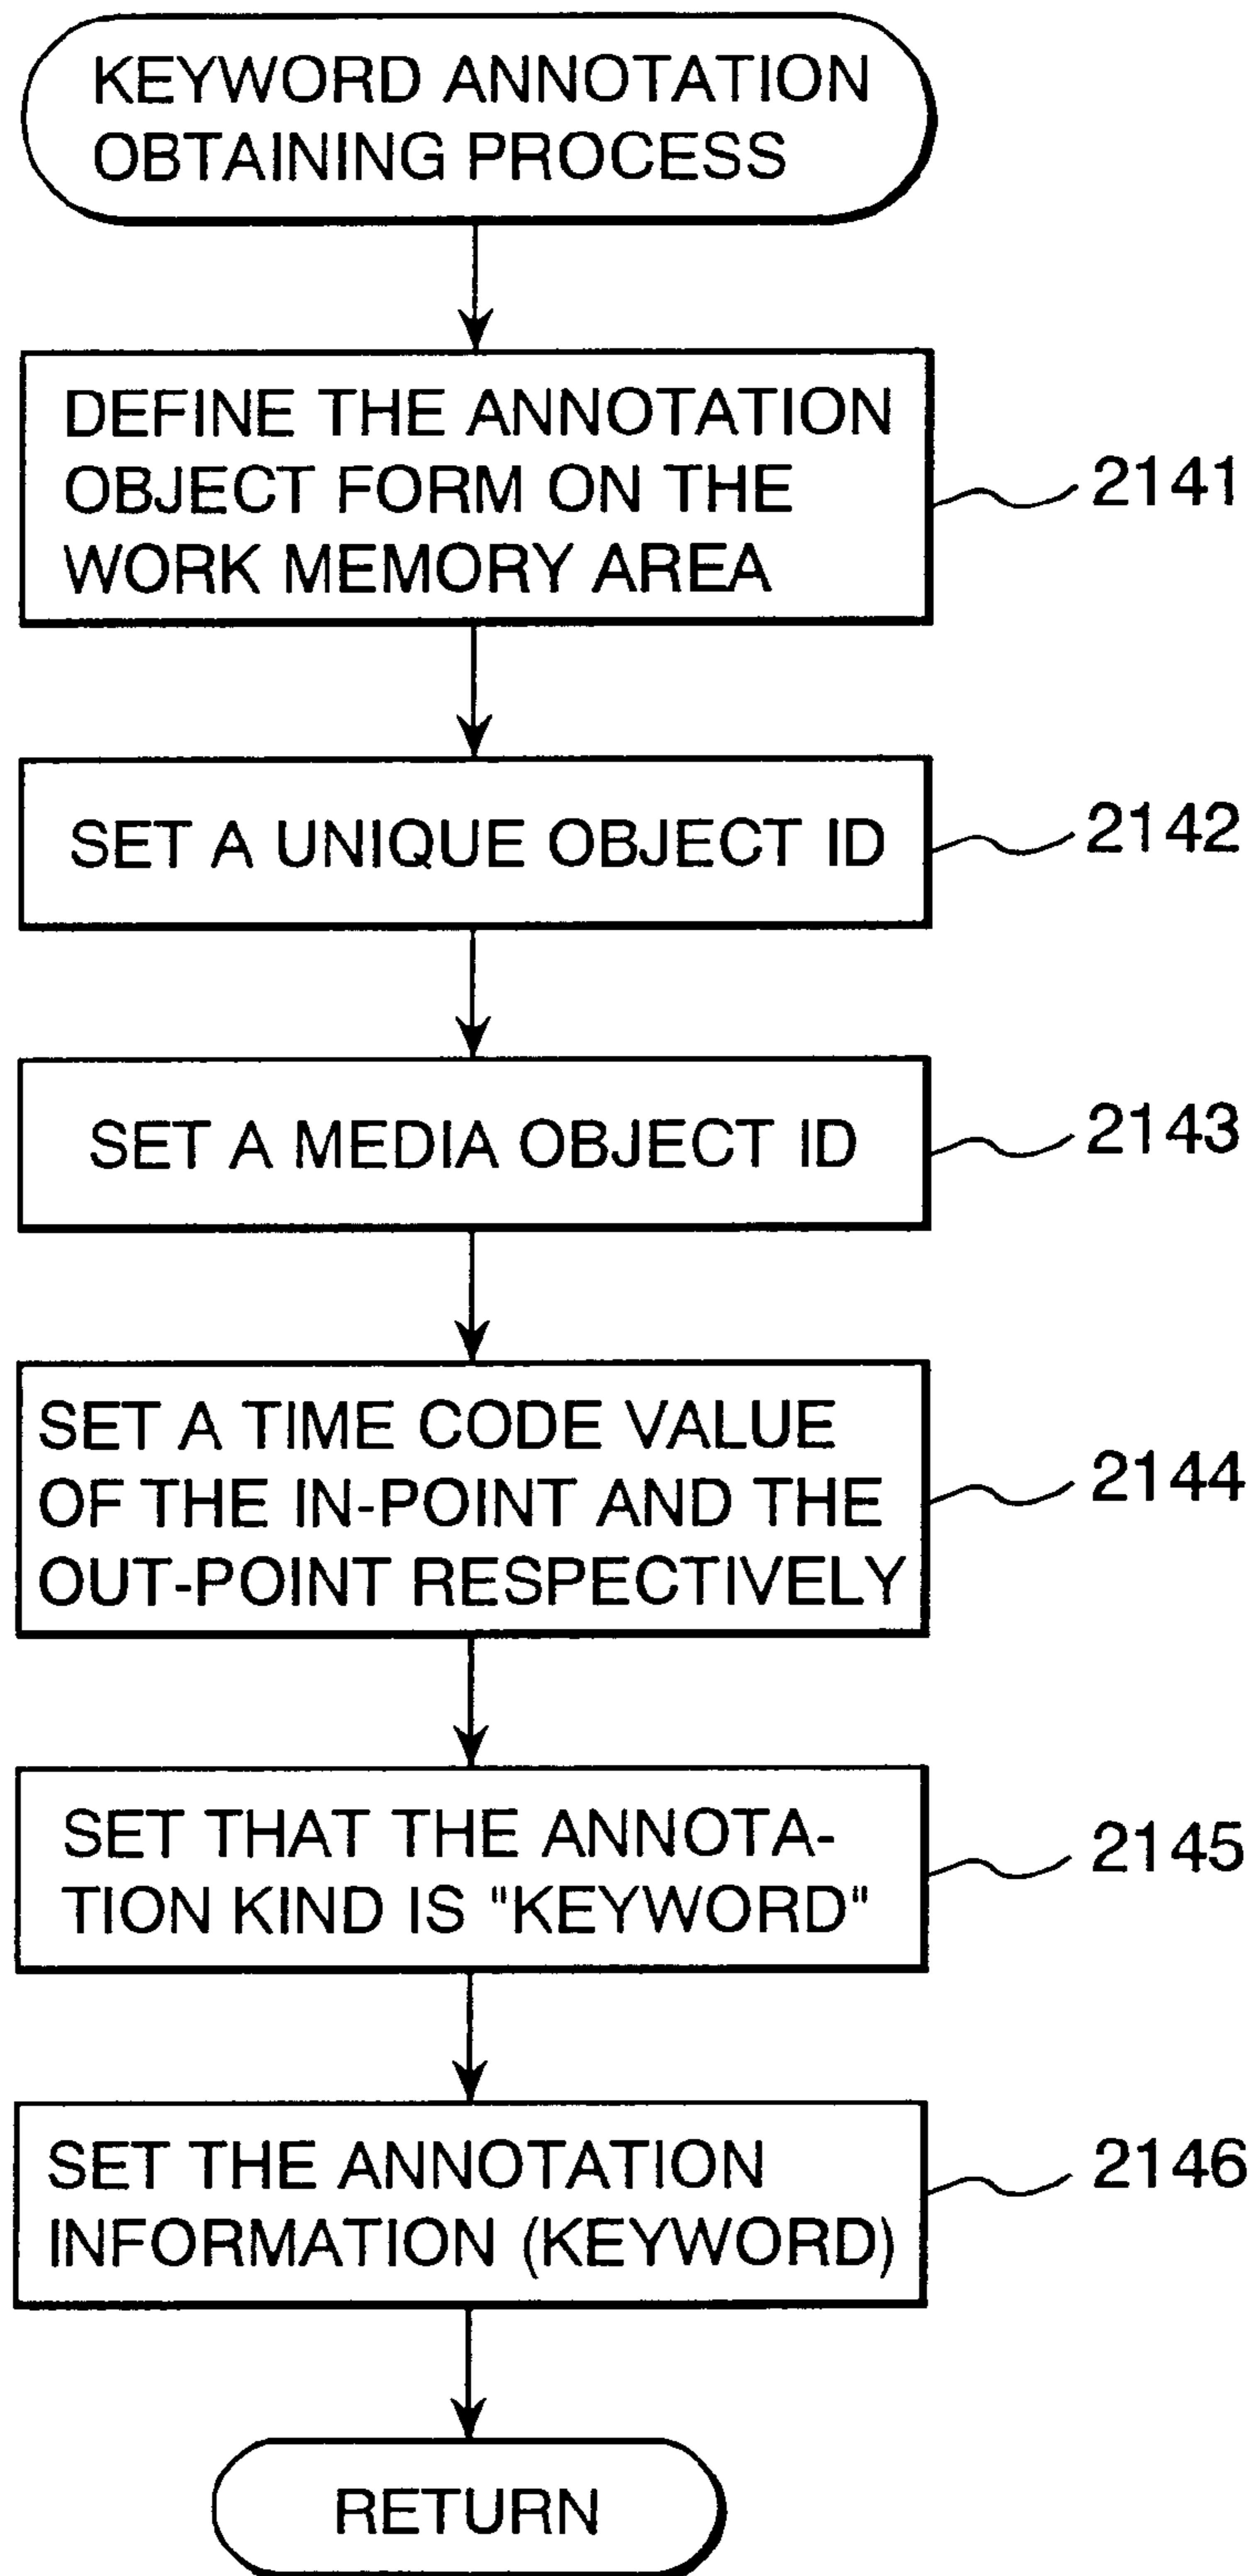 KEYWORD ANNOTATION
OBTAINING PROCESS
DEFINE THE ANNOTATION
OBJECT FORM ON THE
WORK MEMORY AREA
2141
SET A UNIQUE OBJECT ID
2142
SET A MEDIA OBJECT ID
2143
SET A TIME CODE VALUE
OF THE IN-POINT AND THE
OUT-POINT RESPECTIVELY
2144
SET THAT THE ANNOTA-
TION KIND IS "KEYWORD"
2145
SET THE ANNOTATION
INFORMATION (KEYWORD)
2146
RETURN